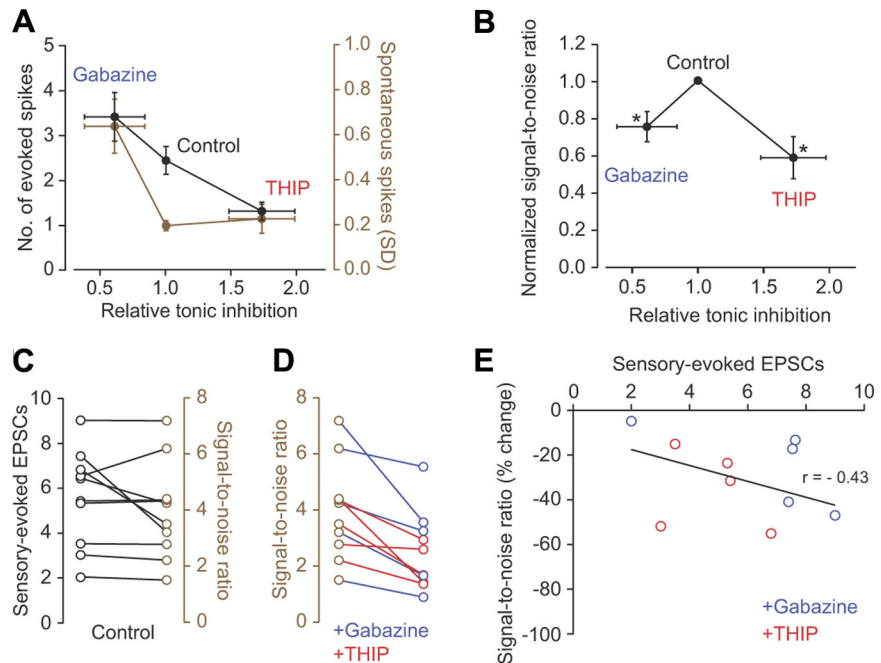 A
No. of evoked spikes
5
4
3
2
1
0
Gabazine
Control
THIP
1.0
0.8
0.6
0.4
0.2
0.0
Spontaneous spikes (SD)
0.5 1.0 1.5 2.0
Relative tonic inhibition
B
Normalized signal-to-noise ratio
1.2
1.0
0.8
0.6
0.4
0.2
0.0
Control
*
*
Gabazine
THIP
0.5 1.0 1.5 2.0
Relative tonic inhibition
C
Sensory-evoked EPSCs
10
8
6
4
2
0
8
6
4
2
0
Signal-to-noise ratio
Control
D
Signal-to-noise ratio
8
6
4
2
0
+Gabazine
+THIP
E
Sensory-evoked EPSCs
0 2 4 6 8 10
Signal-to-noise ratio (% change)
0
-20
-40
-60
-80
-100
r = - 0.43
+Gabazine
+THIP